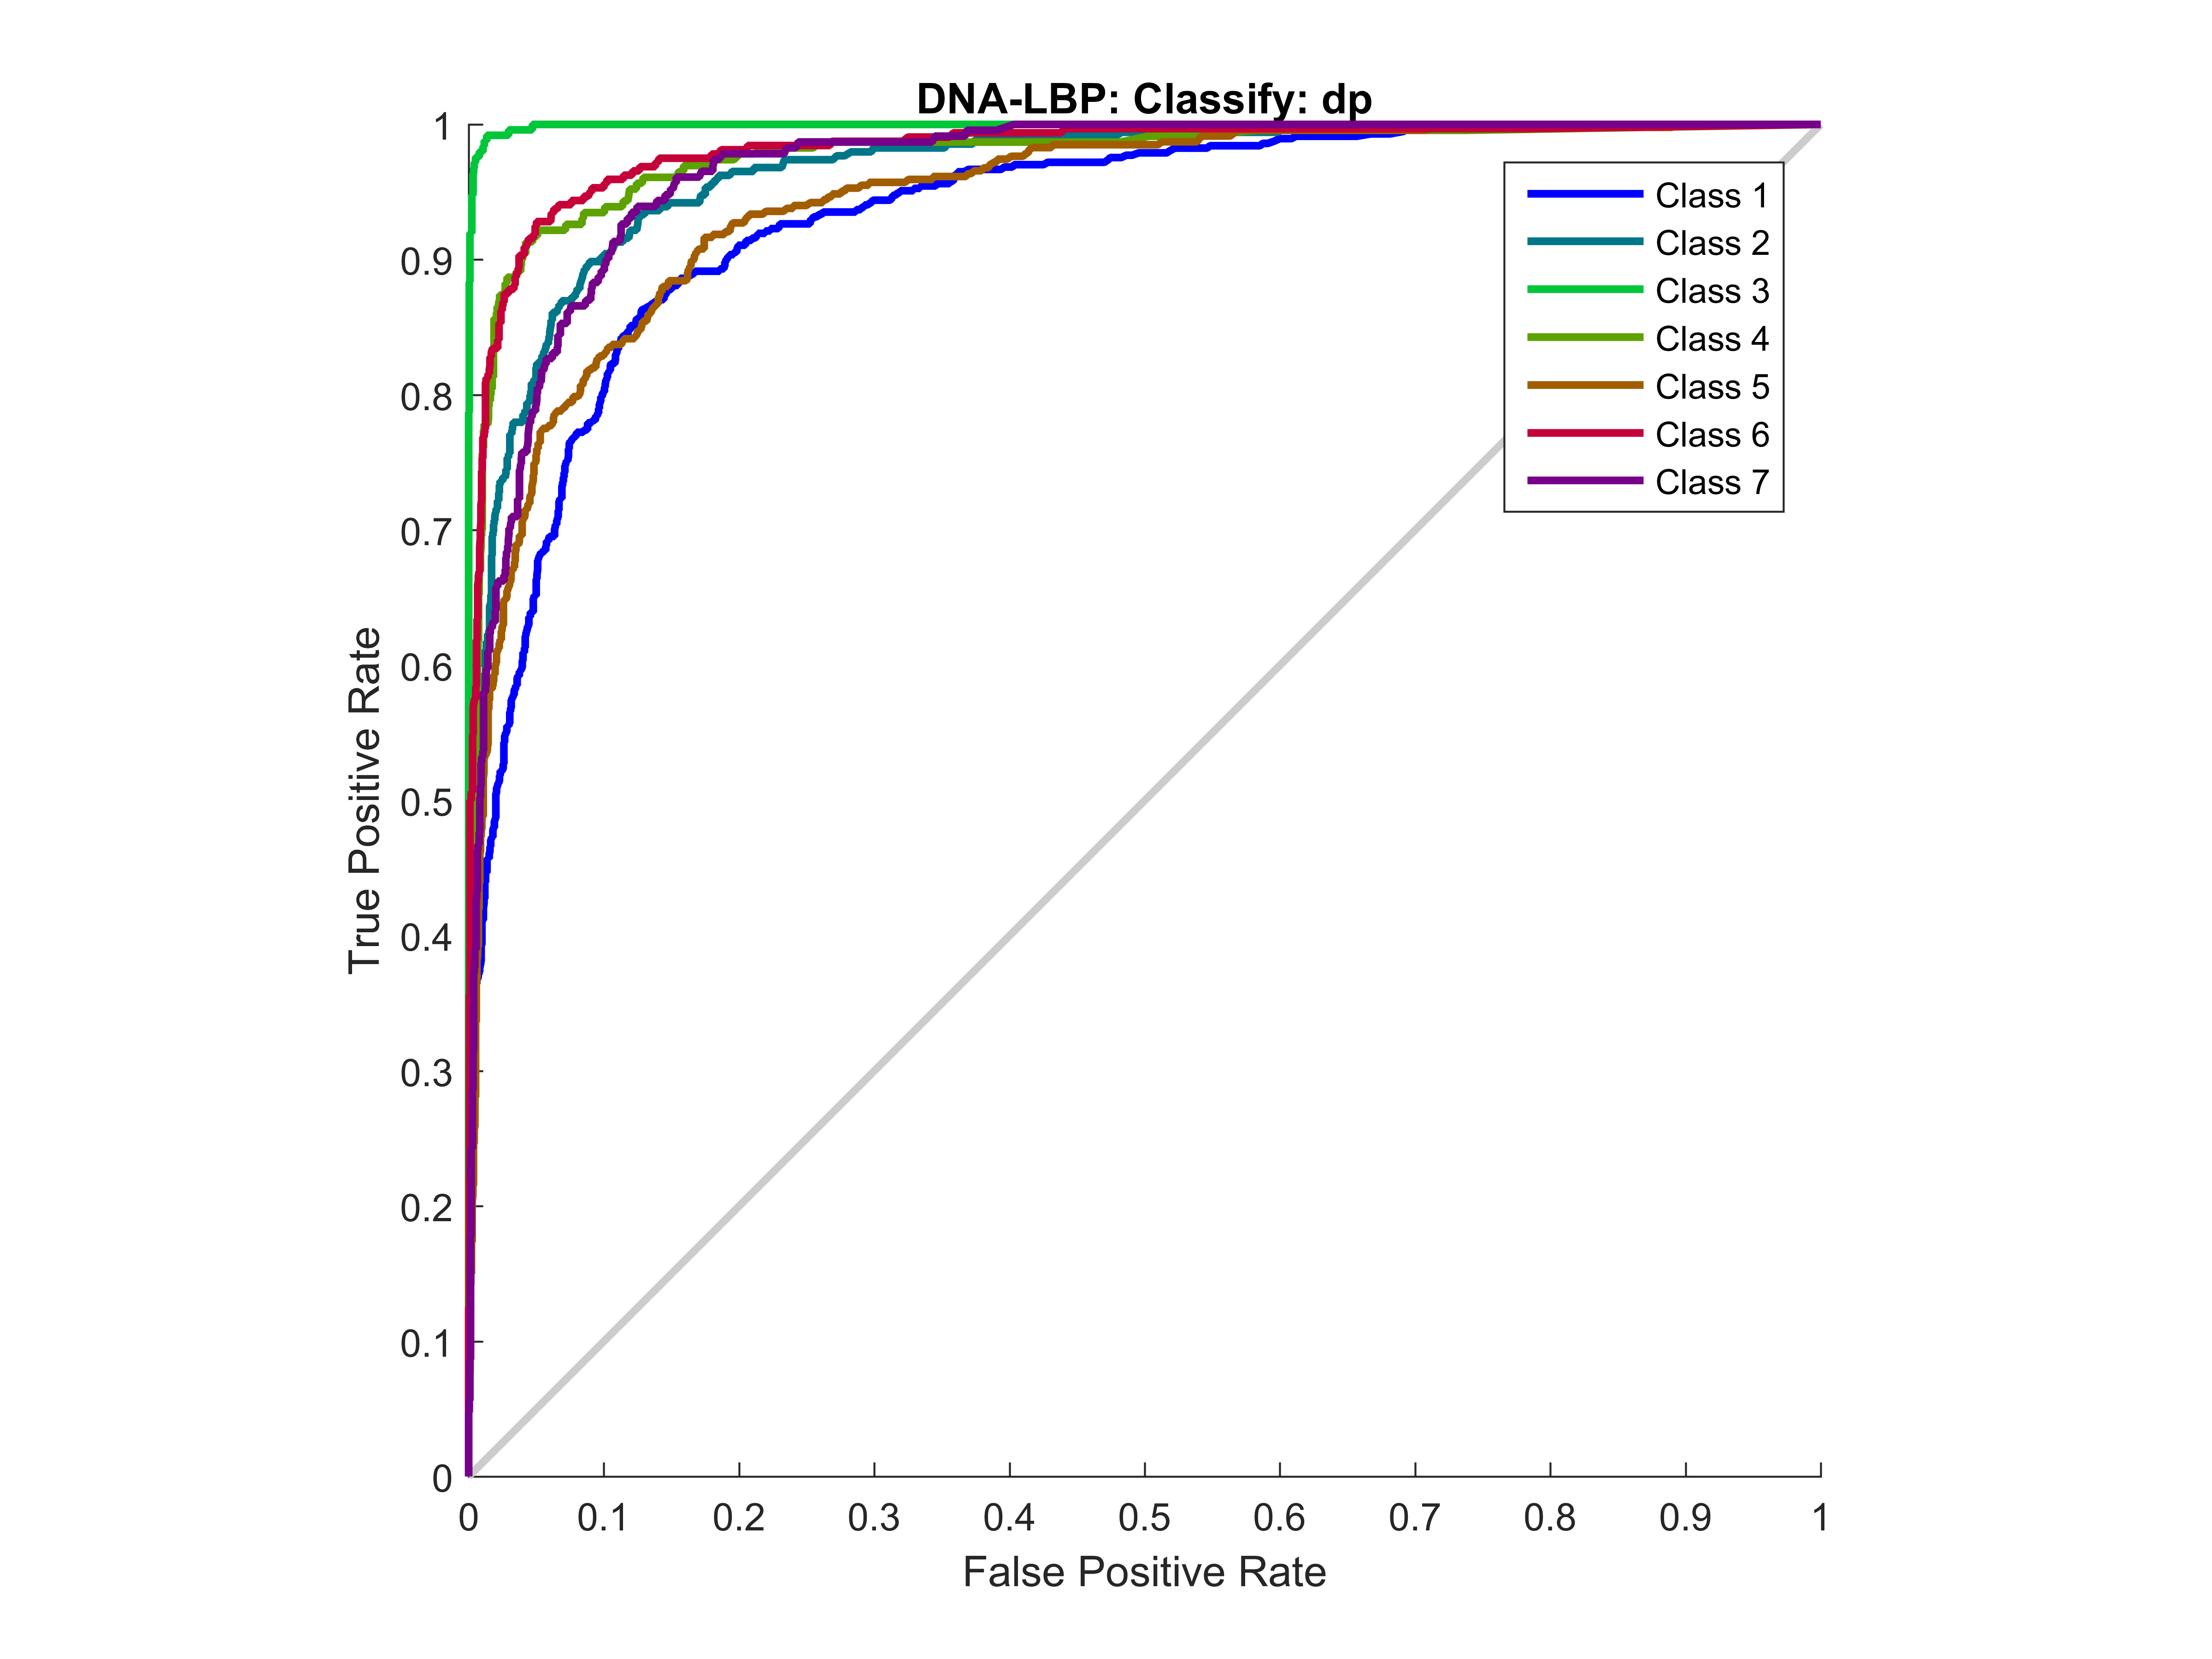 DNA-LBP: Classify: dp
1
0.9
0.8
0.7
0.6
0.5
0.4
0.3
0.2
0.1
0
True Positive Rate
Class 1
Class 2
Class 3
Class 4
Class 5
Class 6
Class 7
0 0.1 0.2 0.3 0.4 0.5 0.6 0.7 0.8 0.9 1
False Positive Rate